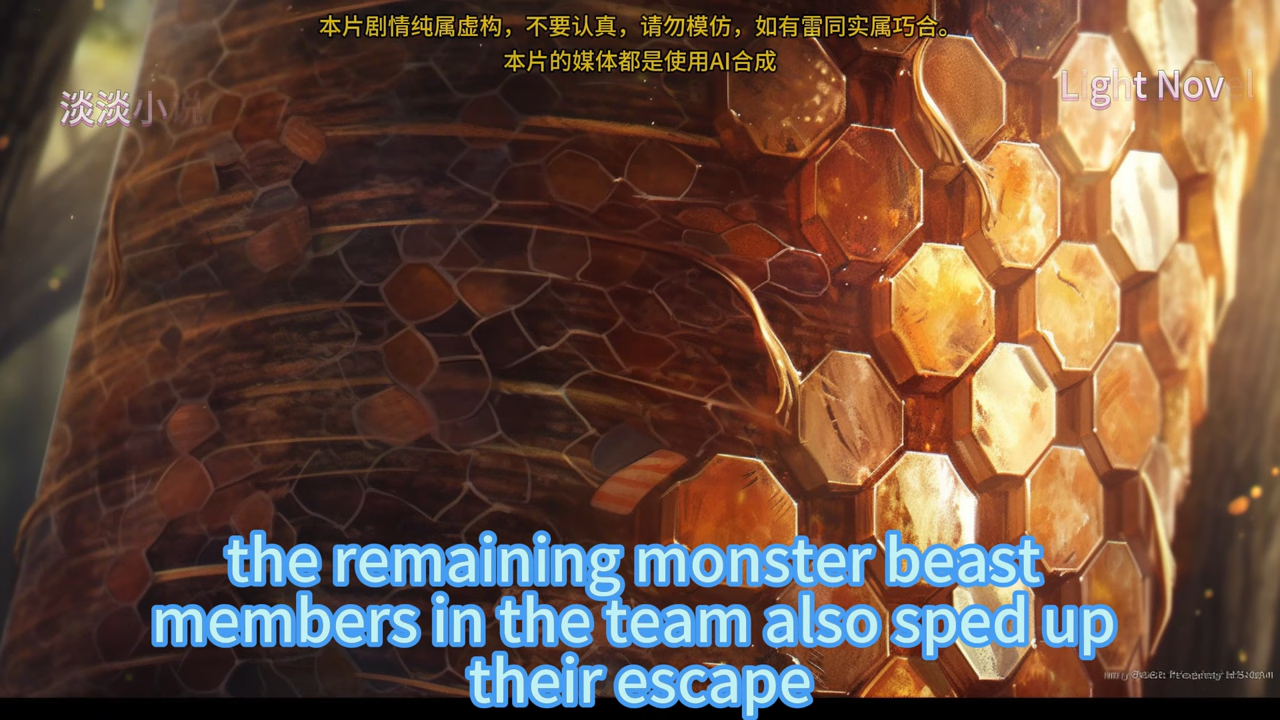 本片剧情纯属虚构，不要认真，请勿模仿，如有雷同实属巧合。
本片的媒体都是使用AI合成
淡淡小说
Light Novel
the remaining monster beast
members in the team also sped up
their escape